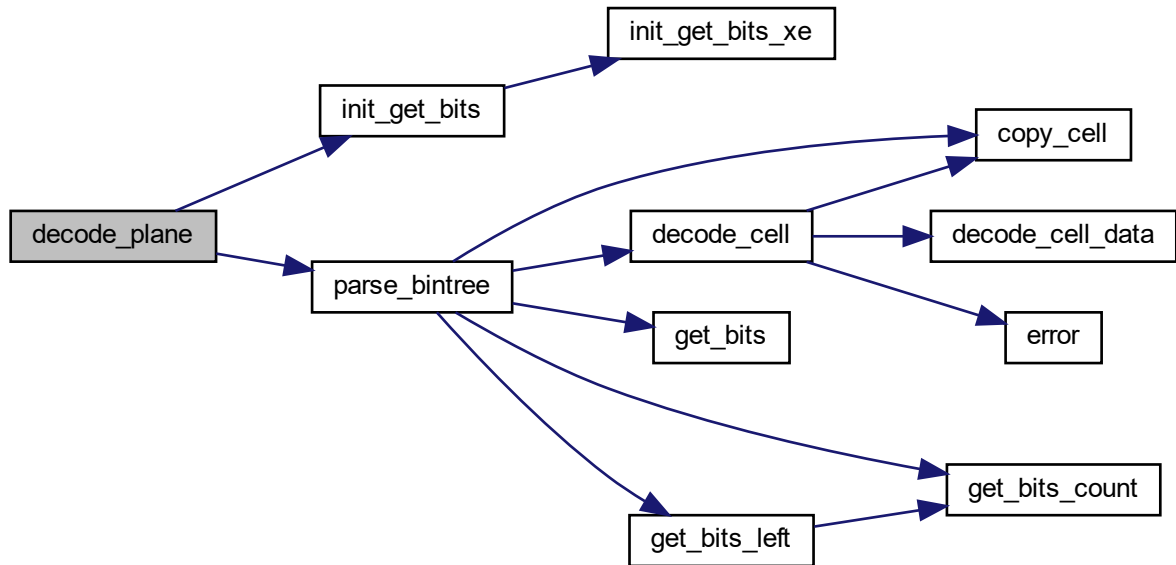 init_get_bits_xe
init_get_bits
copy_cell
decode_plane
decode_cell
decode_cell_data
parse_bintree
get_bits
error
get_bits_count
get_bits_left